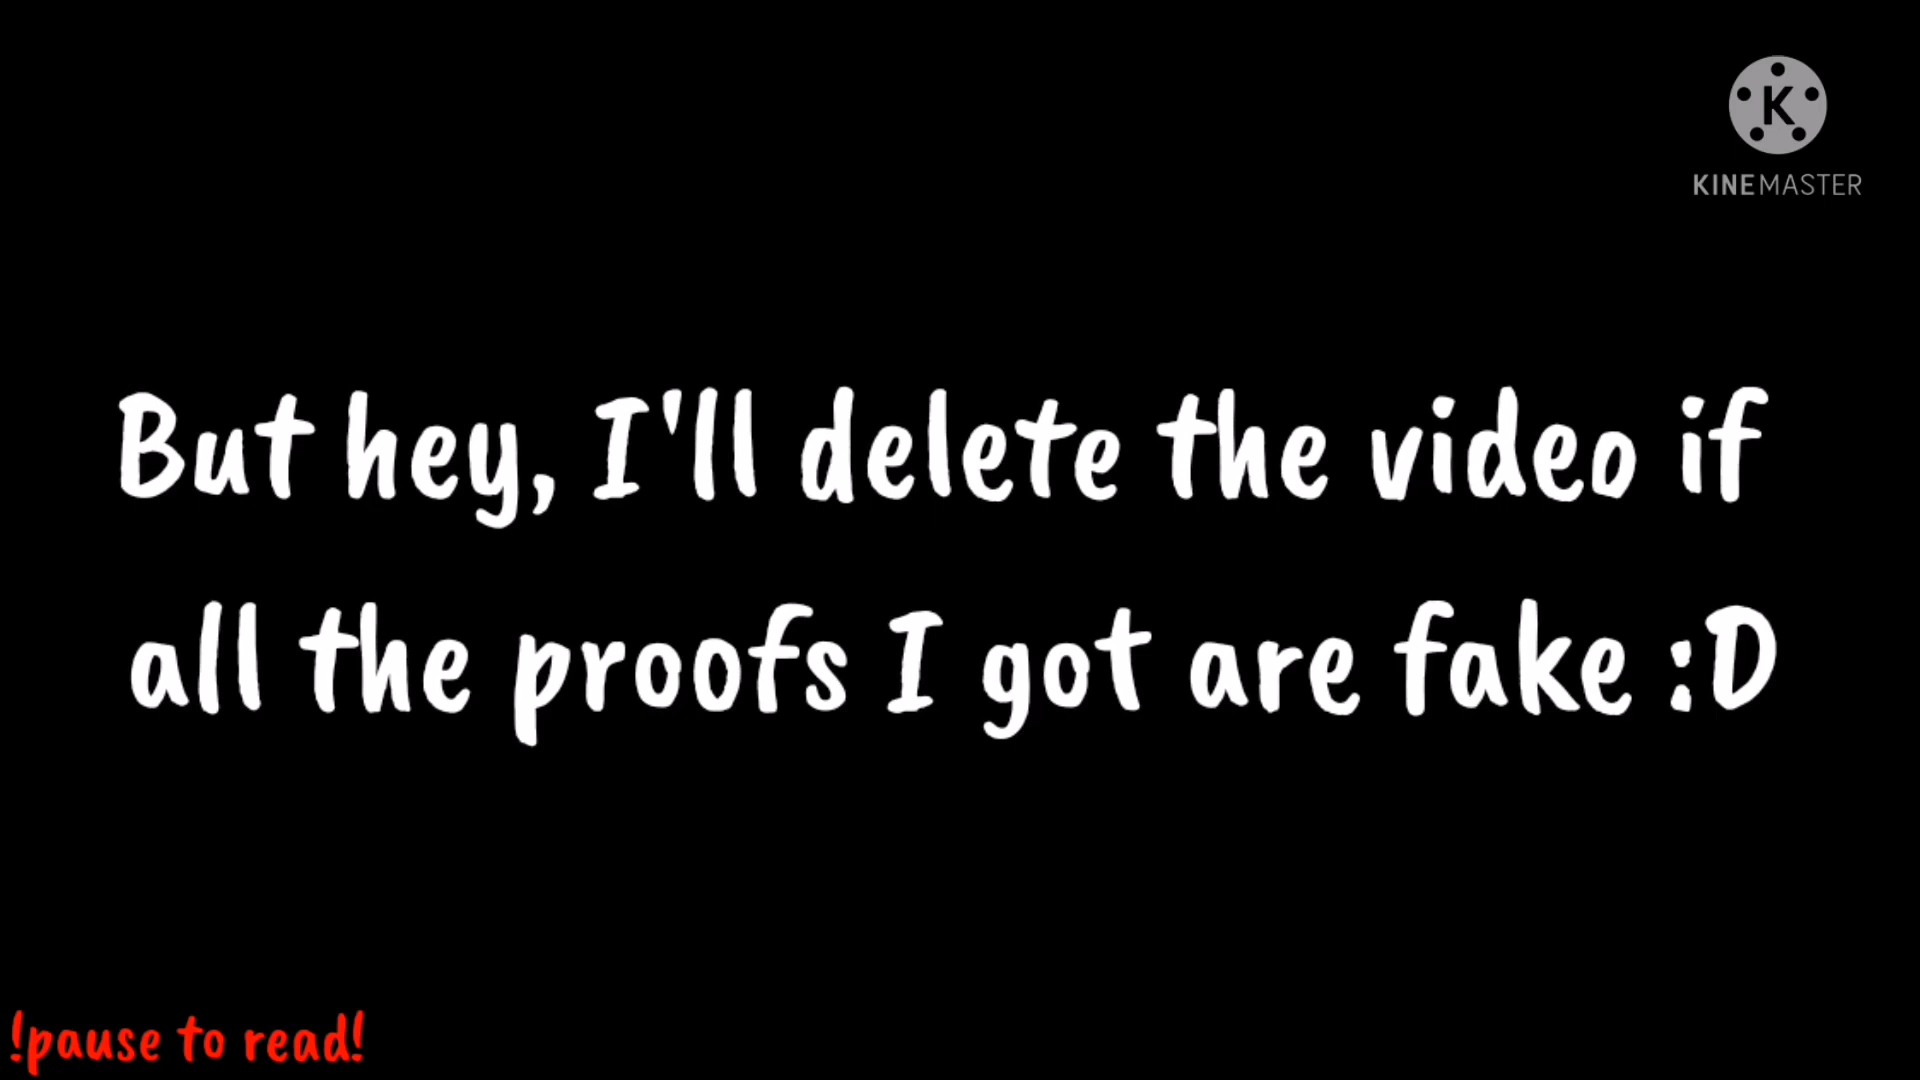 K
KINEMASTER
But hey, I'll delete the video if
all the proofs I got are fake :D
!pause to read!